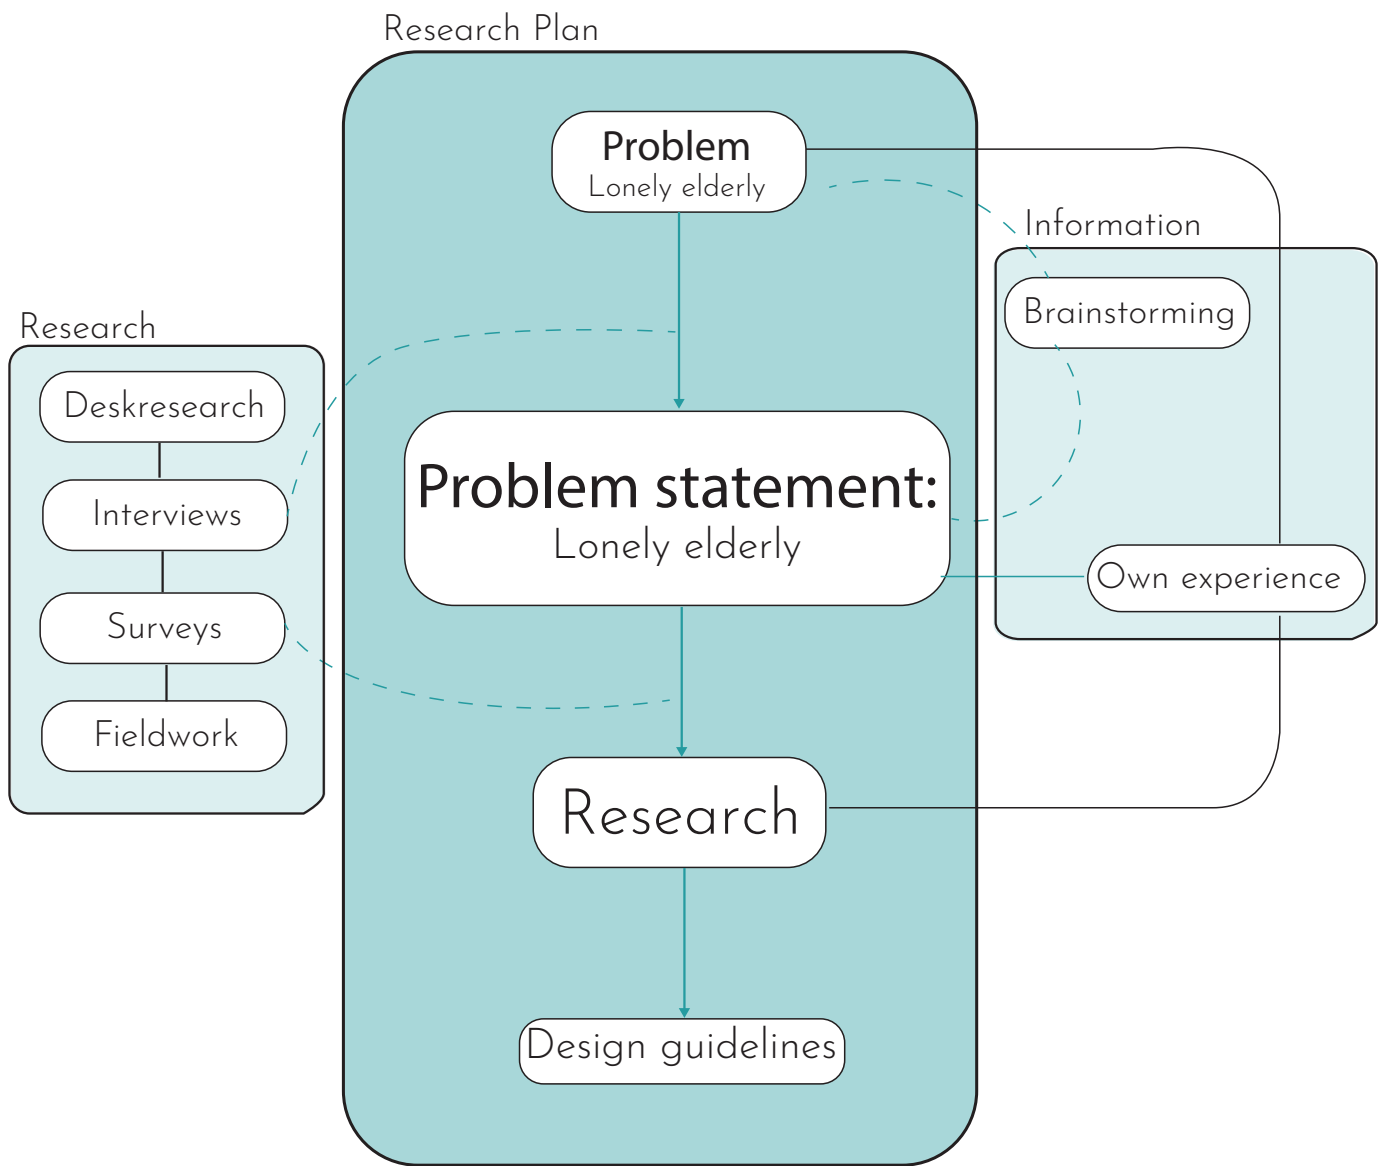 Research Plan
Problem
Lonely elderly
Information
Brainstorming
Research
Deskresearch
Interviews
Surveys
Fieldwork
Problem statement:
Lonely elderly
Own experience
Research
Design guidelines